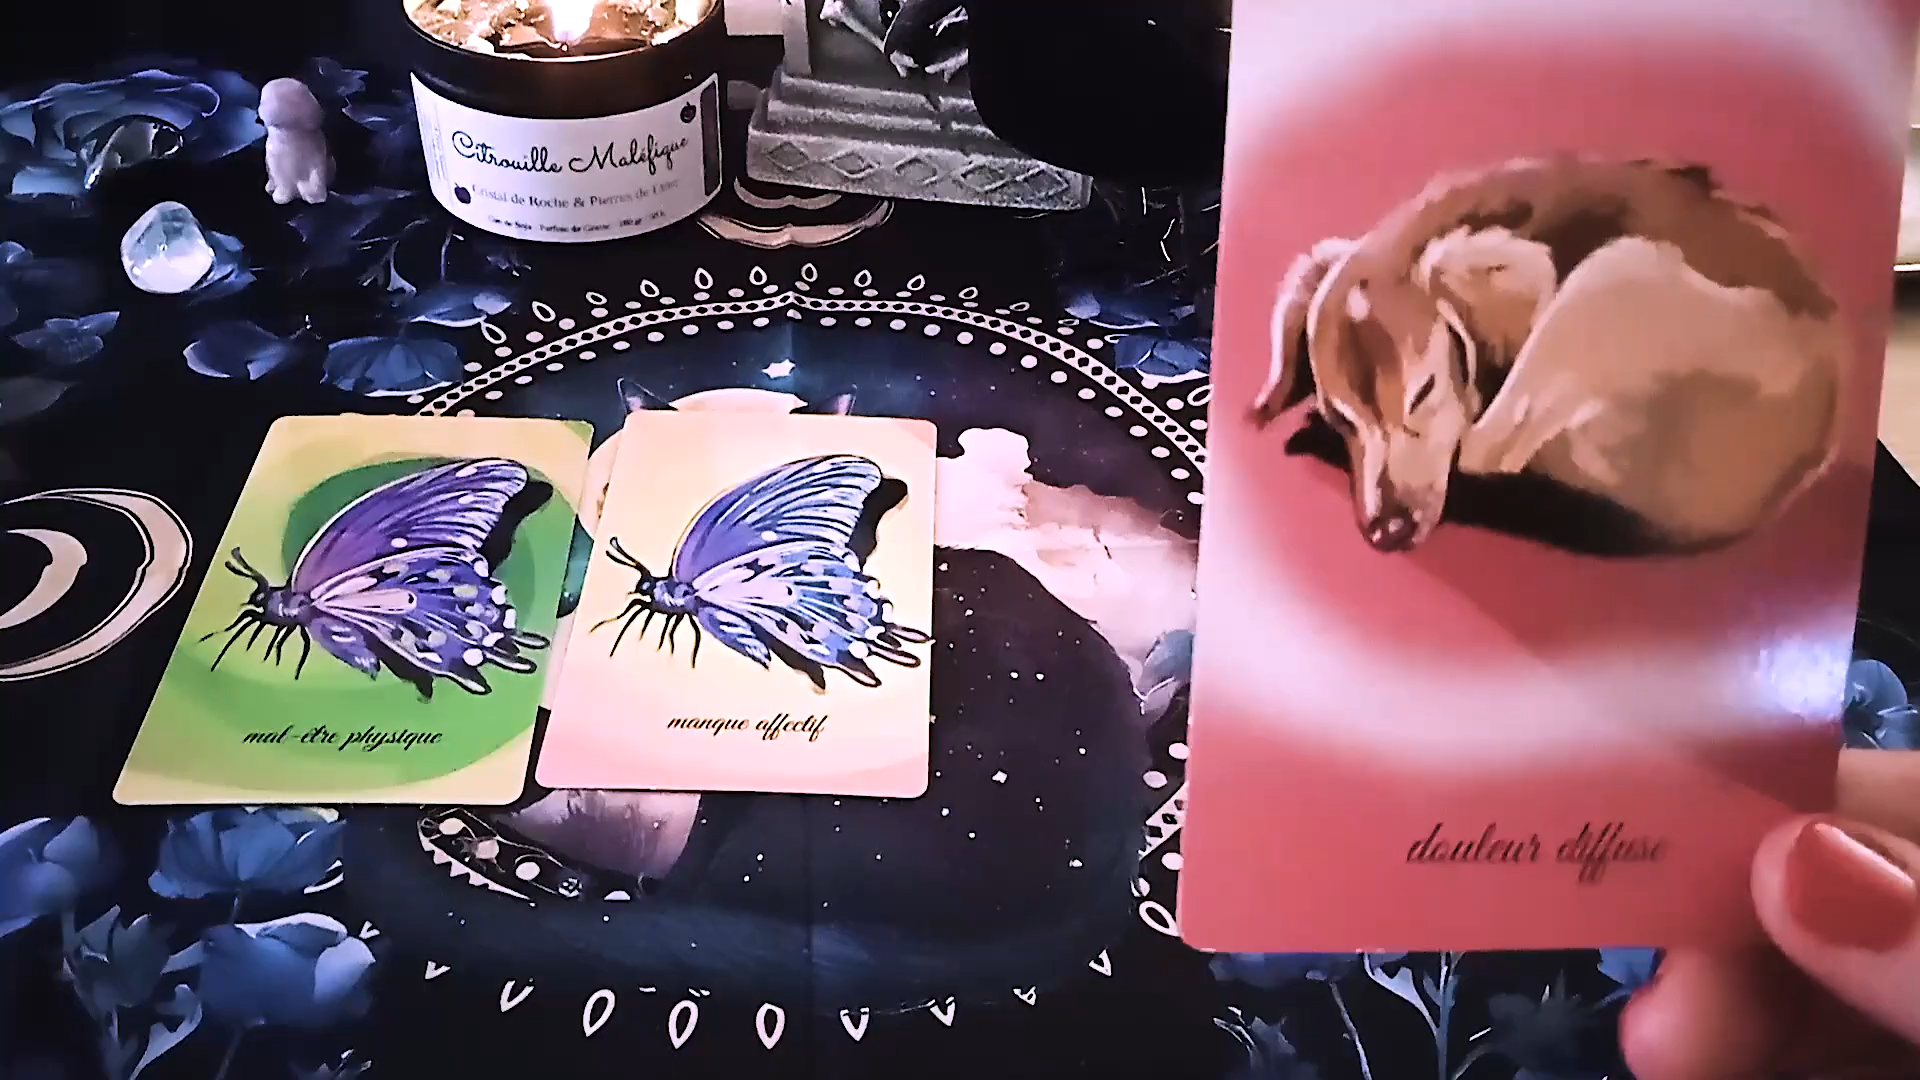 Citrouille Maléfique
Cristal de Roche & Pierres de Lune
mal-être physique
manque affectif
douleur diffuse